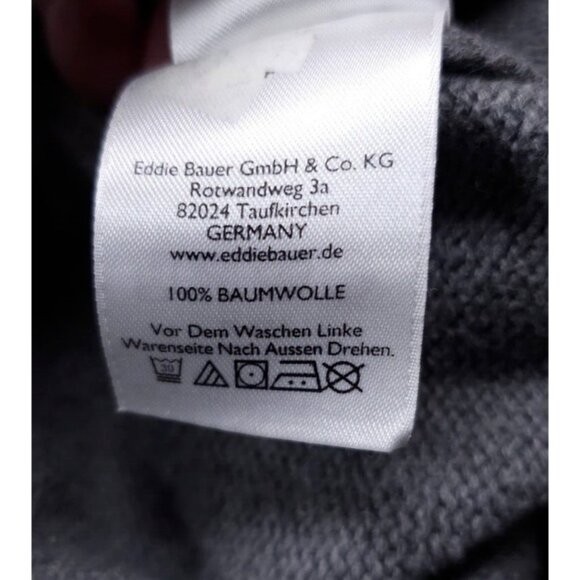 Eddie Bauer GmbH & Co. KG
Rotwandweg 3a
82024 Taufkirchen
GERMANY
www.eddiebauer.de
100% BAUMWOLLE
Vor Dem Waschen Linke
Warenseite Nach Aussen Drehen.
30